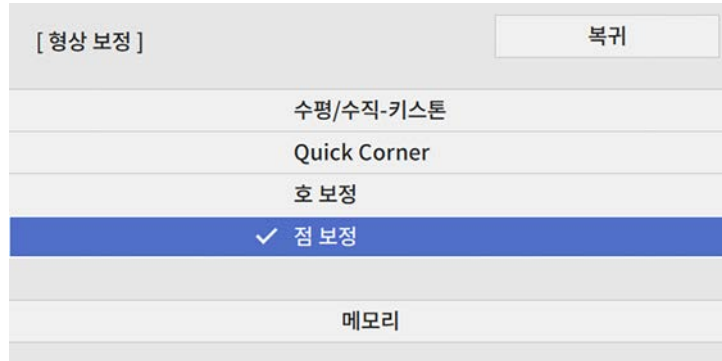 [ 형상 보정 ]
복귀
수평/수직-키스톤
Quick Corner
호 보정
점 보정
메모리